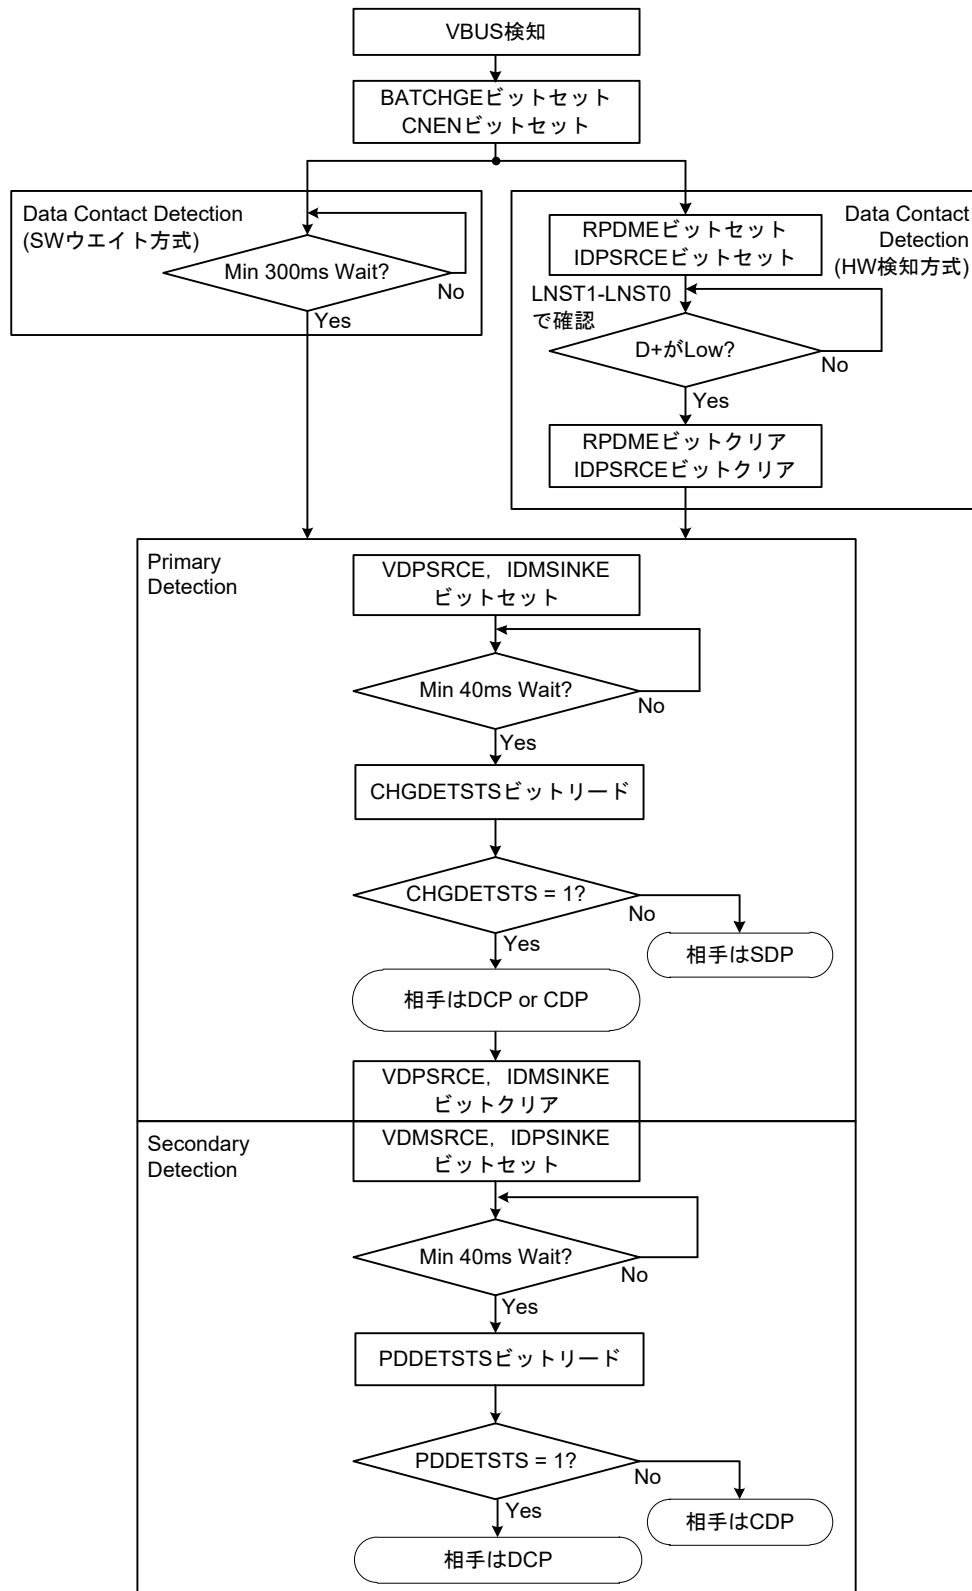 VBUS検知
BATCHGEビットセット
CNENビットセット
Data Contact Detection
(SWウエイト方式)
Min 300ms Wait?
No
Yes
Data Contact
Detection
(HW検知方式)
RPDMEビットセット
IDPSRCEビットセット
LNST1-LNST0
で確認
D+がLow?
No
Yes
RPDMEビットクリア
IDPSRCEビットクリア
Primary
Detection
VDPSRCE, IDMSINKE
ビットセット
Min 40ms Wait?
No
Yes
CHGDETSTSビットリード
CHGDETSTS = 1?
No
Yes
相手はSDP
相手はDCP or CDP
VDPSRCE, IDMSINKE
ビットクリア
Secondary
Detection
VDMSRCE, IDPSINKE
ビットセット
Min 40ms Wait?
No
Yes
PDDETSTSビットリード
PDDETSTS = 1?
No
Yes
相手はCDP
相手はDCP